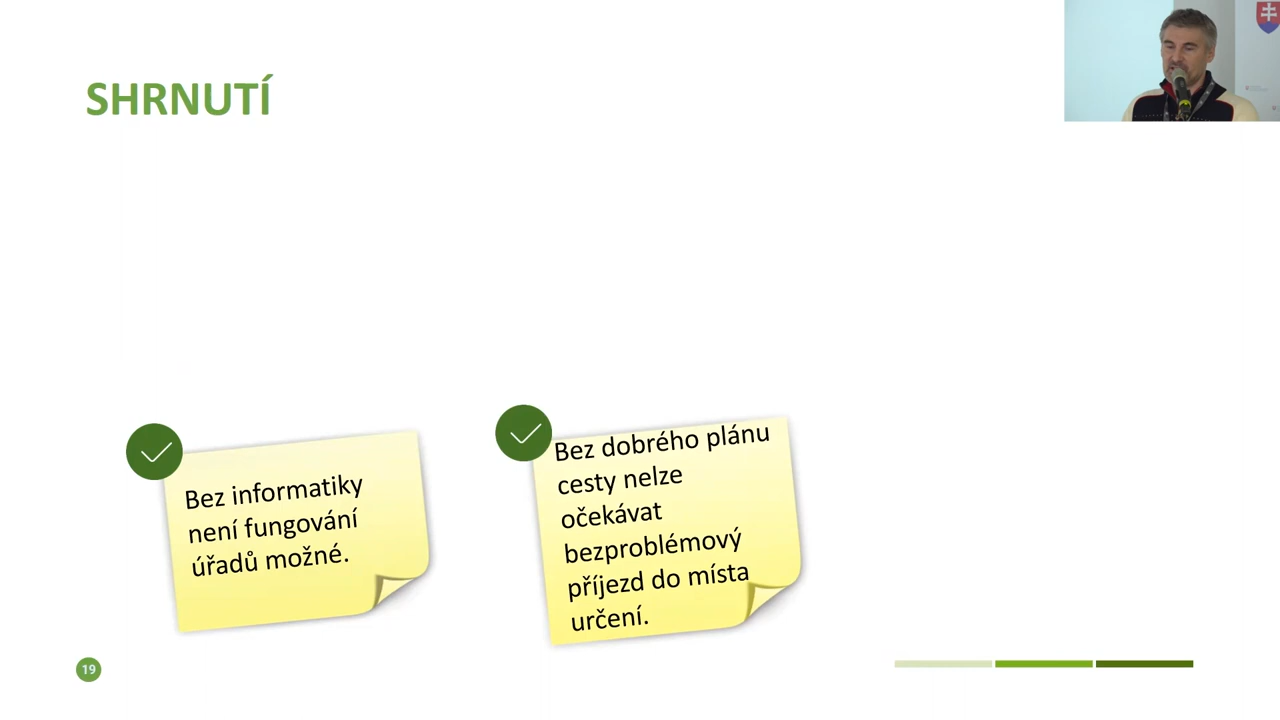 SHRNUTÍ
Bez informatiky
není fungování
úřadů možné.
Bez dobrého plánu
cesty nelze
očekávat
bezproblémový
příjezd do místa
určení.
19